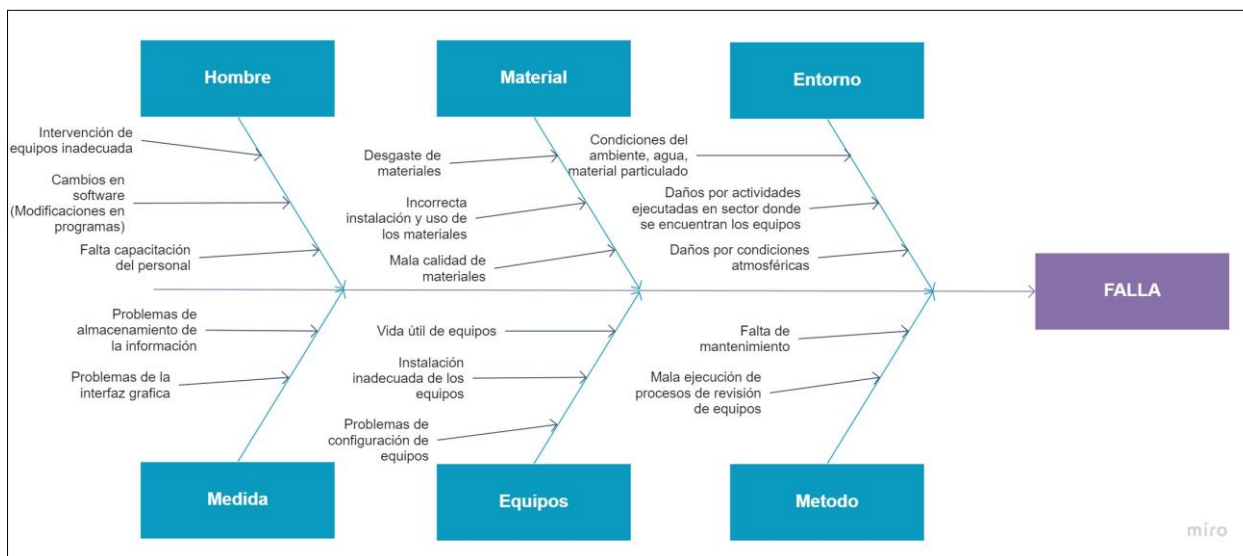 Hombre
Material
Entorno
Intervención de
equipos inadecuada
Cambios en
software
(Modificaciones en
programas)
Falta capacitación
del personal
Desgaste de
materiales
Incorrecta
instalación y uso de
los materiales
Mala calidad de
materiales
Condiciones del
ambiente, agua,
material particulado
Daños por actividades
ejecutadas en sector donde
se encuentran los equipos
Daños por condiciones
atmosféricas
FALLA
Problemas de
almacenamiento de
la información
Problemas de la
interfaz grafica
Vida útil de equipos
Instalación
inadecuada de los
equipos
Problemas de
configuración de
equipos
Falta de
mantenimiento
Mala ejecución de
procesos de revisión
de equipos
Medida
Equipos
Metodo
miro